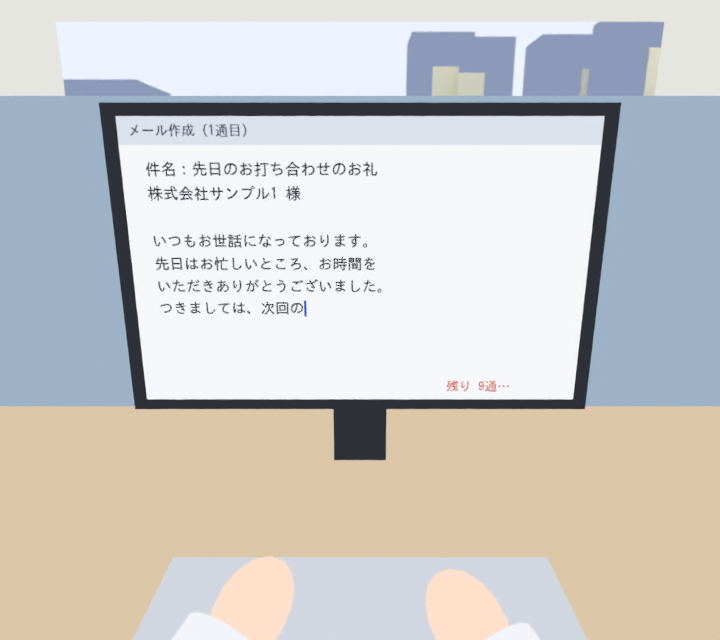 メール作成（1通目）
件名：先日のお打ち合わせのお礼
株式会社サンプル1 様
いつもお世話になっております。
先日はお忙しいところ、お時間を
いただきありがとうございました。
つきましては、次回の
残り 9通…